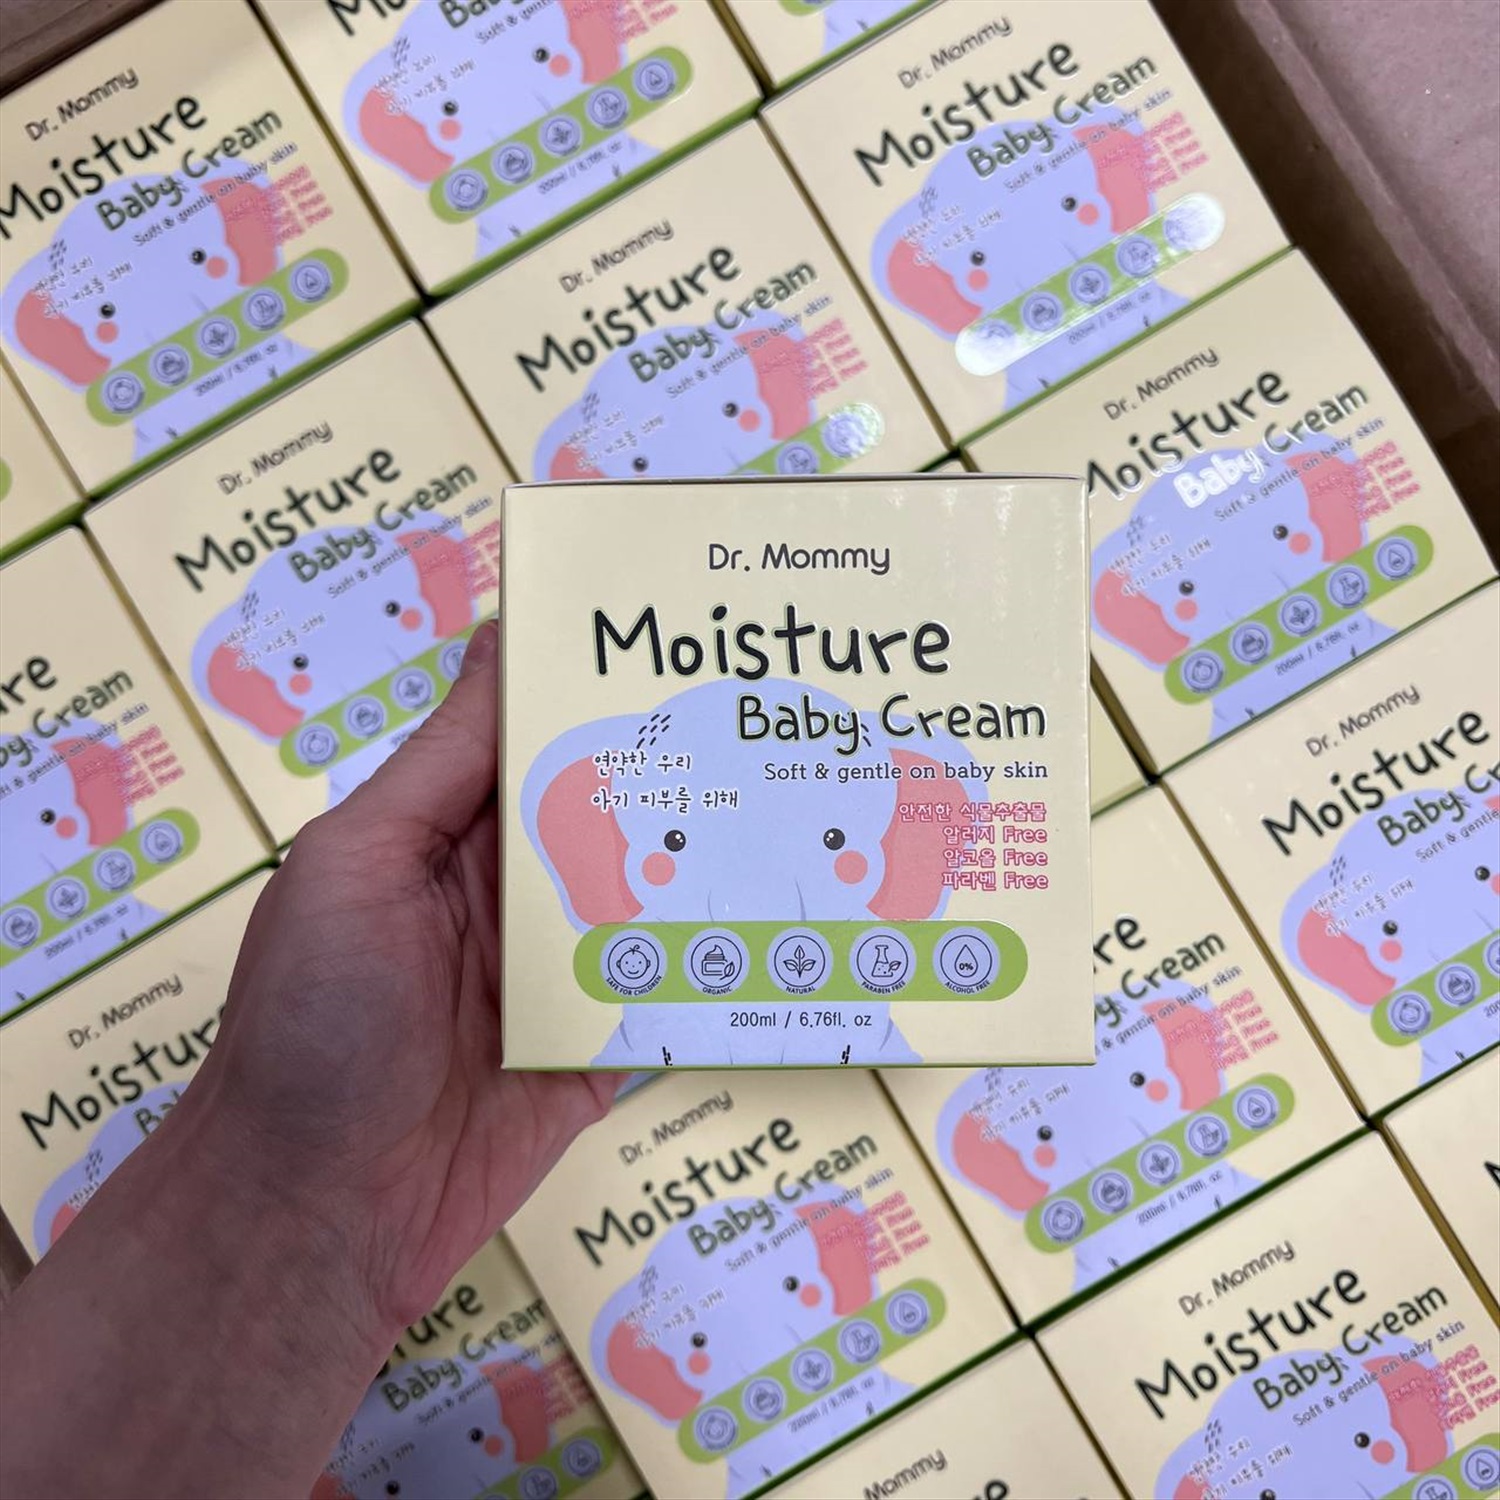 Dr. Mommy
Moisture
Baby Cream
Soft & gentle on baby skin
연약한 우리
아기 피부를 위해
안전한 식물추출물
알러지 Free
알코올 Free
파라벤 Free
SAFE FOR CHILDREN
ORGANIC
NATURAL
PARABEN FREE
ALCOHOL FREE
0%
200ml / 6.76fl. oz